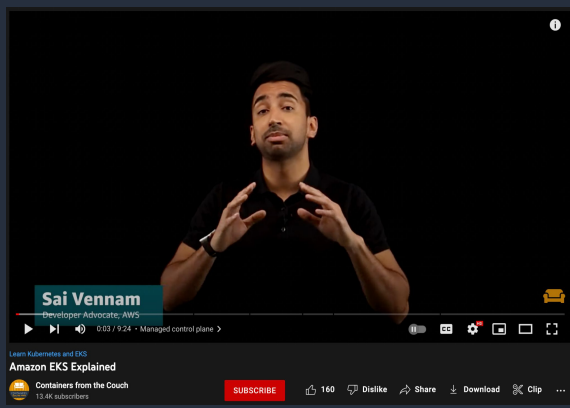 Sai Vennam
Developer Advocate, AWS
0:03 / 9:24 • Managed control plane >
CC
HD
Learn Kubernetes and EKS
Amazon EKS Explained
Containers from the Couch
13.4K subscribers
SUBSCRIBE
160
Dislike
Share
Download
Clip